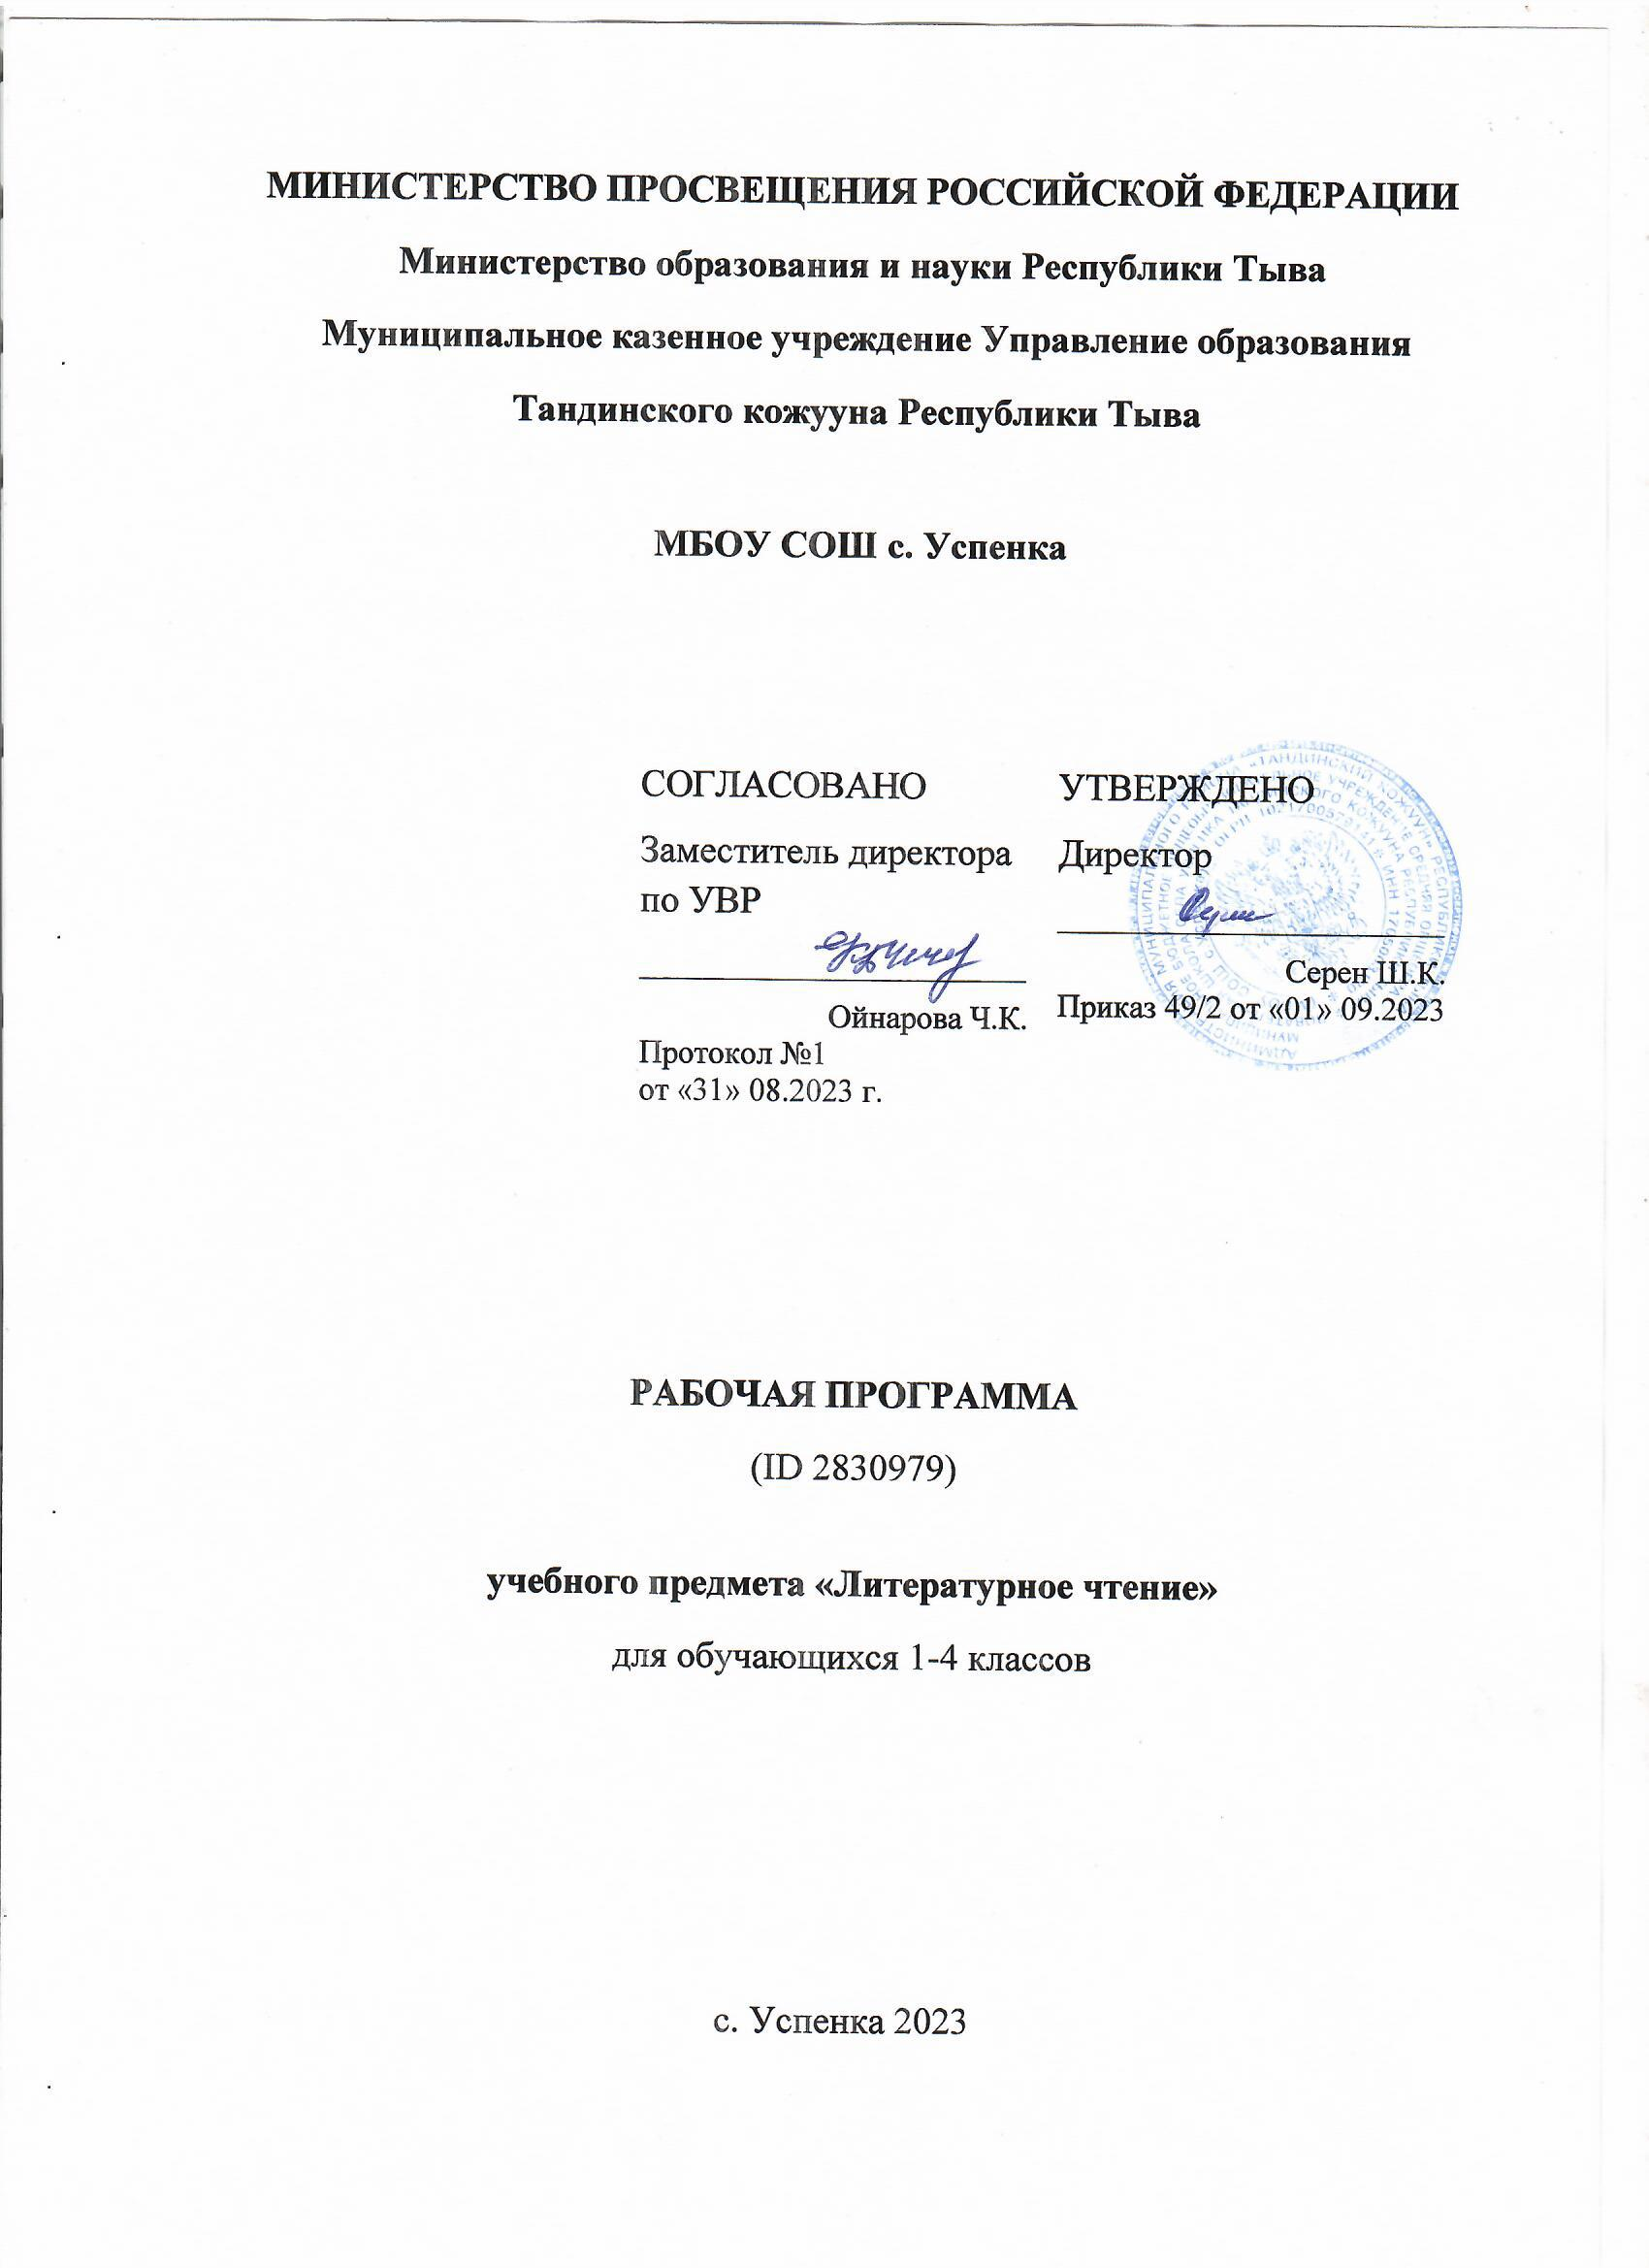 МИНИСТЕРСТВО ПРОСВЕЩЕНИЯ РОССИЙСКОЙ ФЕДЕРАЦИИ
Министерство образования и науки Республики Тыва
Муниципальное казенное учреждение Управление образования
Тандинского кожууна Республики Тыва
МБОУ СОШ с. Успенка
СОГЛАСОВАНО
Заместитель директора
по УВР
Ойнарова Ч.К.
Протокол №1
от «31» 08.2023 г.
УТВЕРЖДЕНО
Директор
Серен Ш.К.
Приказ 49/2 от «01» 09.2023
РАБОЧАЯ ПРОГРАММА
(ID 2830979)
учебного предмета «Литературное чтение»
для обучающихся 1-4 классов
с. Успенка 2023